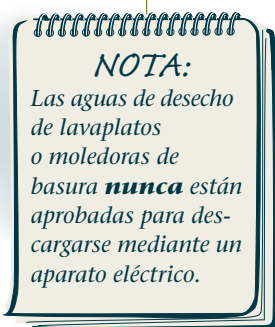 NOTA:
Las aguas de desecho
de lavaplatos
o moledoras de
basura nunca están
aprobadas para des-
cargarse mediante un
aparato eléctrico.